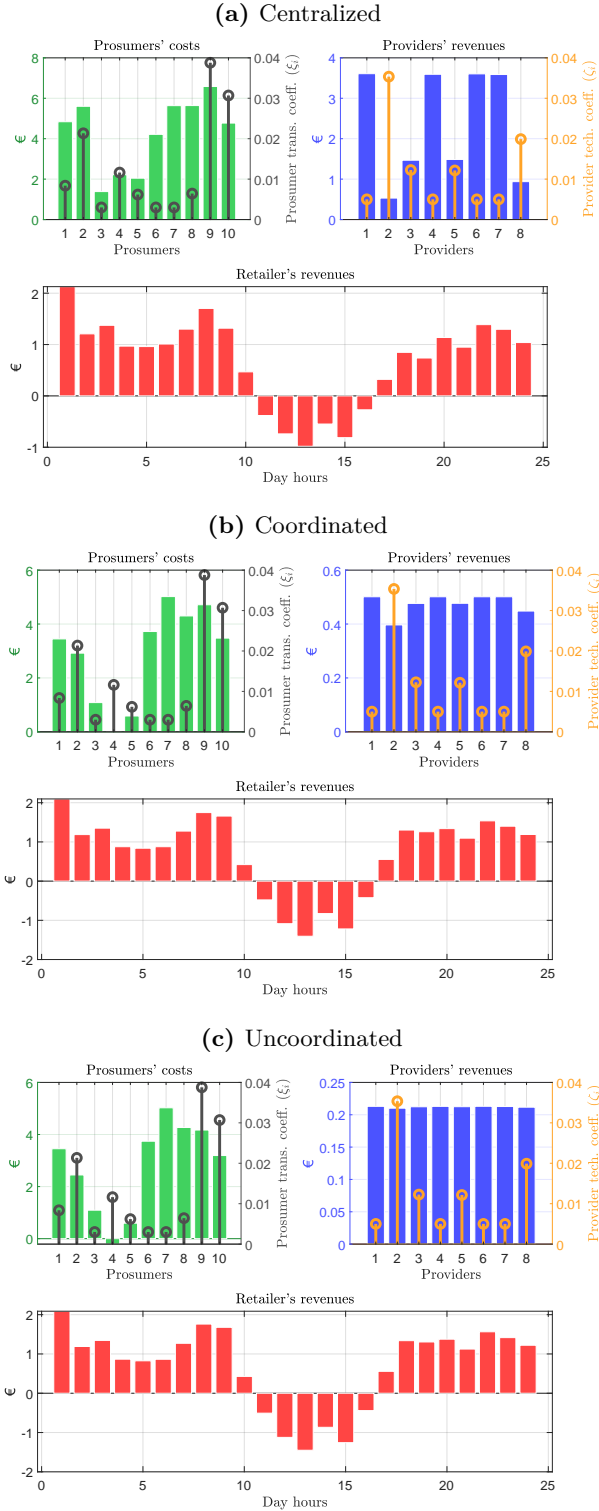 (a) Centralized
Prosumers' costs
Providers' revenues
8
6
4
2
0
€
0.04
0.03
0.02
0.01
0
Prosumer trans. coeff. (ξi)
1 2 3 4 5 6 7 8 9 10
Prosumers
4
3
2
1
0
€
0.04
0.03
0.02
0.01
0
Provider tech. coeff. (ζi)
1 2 3 4 5 6 7 8
Providers
Retailer's revenues
2
1
0
-1
€
0 5 10 15 20 25
Day hours
(b) Coordinated
Prosumers' costs
Providers' revenues
6
4
2
0
€
0.04
0.03
0.02
0.01
0
Prosumer trans. coeff. (ξi)
1 2 3 4 5 6 7 8 9 10
Prosumers
0.6
0.4
0.2
0
€
0.04
0.03
0.02
0.01
0
Provider tech. coeff. (ζi)
1 2 3 4 5 6 7 8
Providers
Retailer's revenues
2
1
0
-1
-2
€
0 5 10 15 20 25
Day hours
(c) Uncoordinated
Prosumers' costs
Providers' revenues
6
4
2
0
€
0.04
0.03
0.02
0.01
0
Prosumer trans. coeff. (ξi)
1 2 3 4 5 6 7 8 9 10
Prosumers
0.25
0.2
0.15
0.1
0.05
0
€
0.04
0.03
0.02
0.01
0
Provider tech. coeff. (ζi)
1 2 3 4 5 6 7 8
Providers
Retailer's revenues
2
1
0
-1
-2
€
0 5 10 15 20 25
Day hours